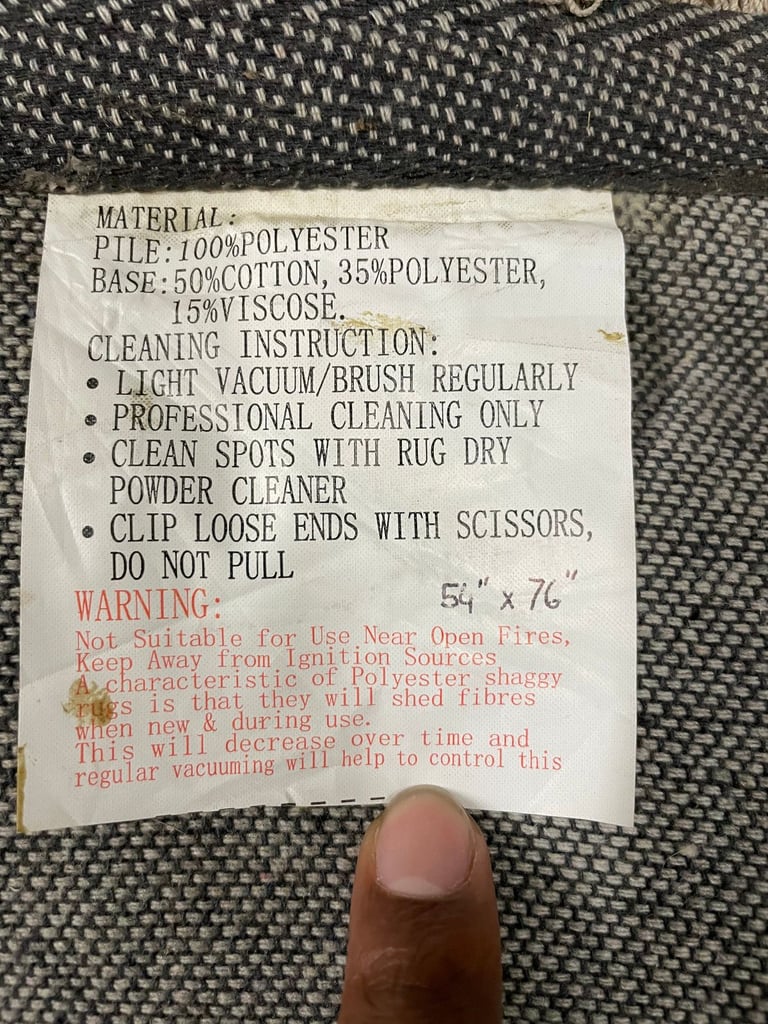 MATERIAL:
PILE:100%POLYESTER
BASE:50%COTTON, 35%POLYESTER,
15%VISCOSE.
CLEANING INSTRUCTION:
• LIGHT VACUUM/BRUSH REGULARLY
• PROFESSIONAL CLEANING ONLY
• CLEAN SPOTS WITH RUG DRY
POWDER CLEANER
• CLIP LOOSE ENDS WITH SCISSORS,
DO NOT PULL
WARNING:
54" x 76"
Not Suitable for Use Near Open Fires,
Keep Away from Ignition Sources
A characteristic of Polyester shaggy
rugs is that they will shed fibres
when new & during use.
This will decrease over time and
regular vacuuming will help to control this